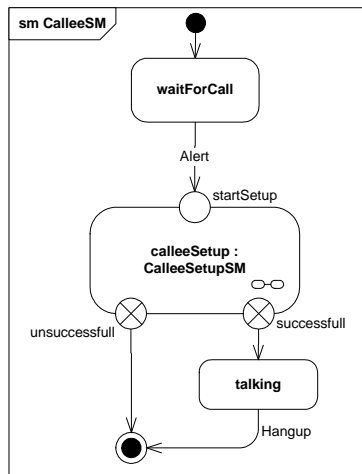 sm CalleeSM
waitForCall
Alert
startSetup
calleeSetup :
CalleeSetupSM
unsuccessfull
successfull
talking
Hangup